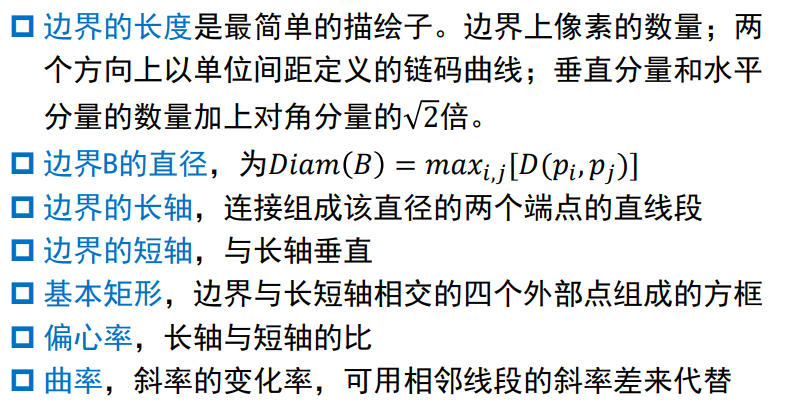 边界的长度是最简单的描绘子。边界上像素的数量；两
个方向上以单位间距定义的链码曲线；垂直分量和水平
分量的数量加上对角分量的√2倍。
边界B的直径，为Diam(B) = max_{i,j}[D(p_i, p_j)]
边界的长轴，连接组成该直径的两个端点的直线段
边界的短轴，与长轴垂直
基本矩形，边界与长短轴相交的四个外部点组成的方框
偏心率，长轴与短轴的比
曲率，斜率的变化率，可用相邻线段的斜率差来代替